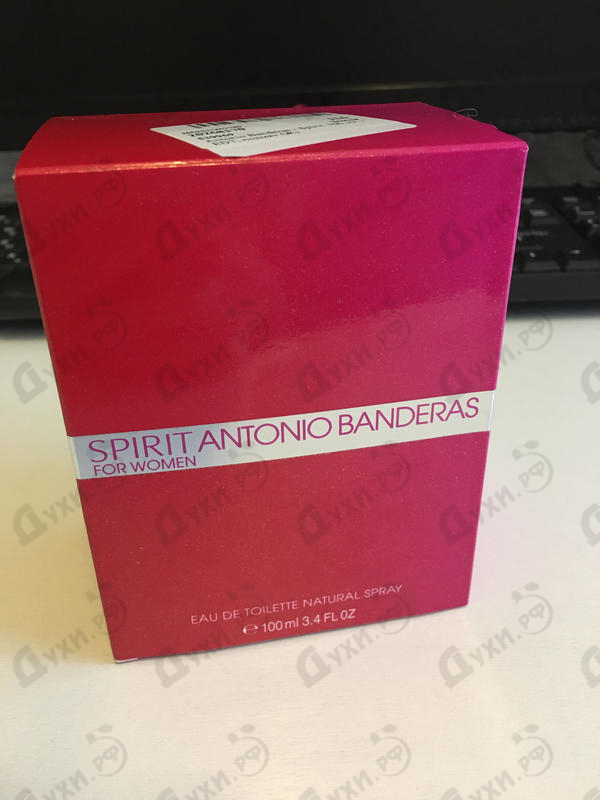 SPIRIT ANTONIO BANDERAS
FOR WOMEN
EAU DE TOILETTE NATURAL SPRAY
℮ 100 ml 3.4 FL OZ
Духи.РФ